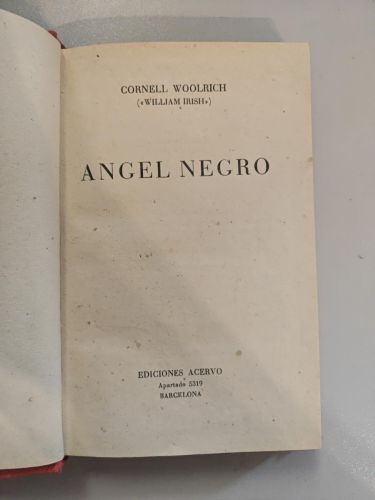 CORNELL WOOLRICH
(«WILLIAM IRISH»)
ANGEL NEGRO
EDICIONES ACERVO
Apartado 5319
BARCELONA